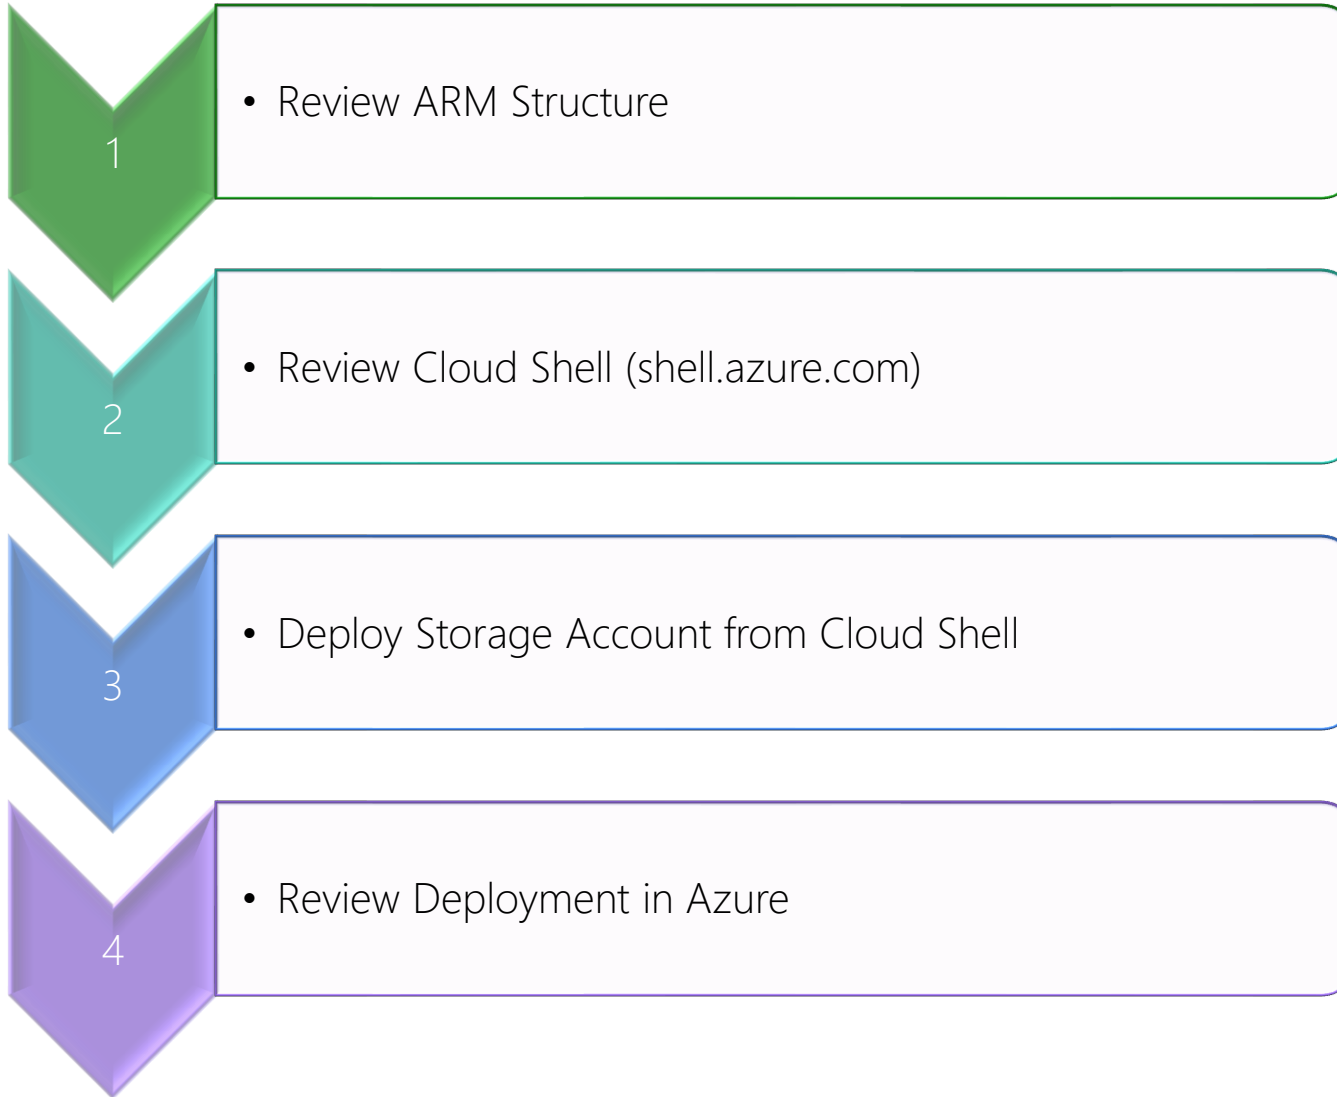 1
• Review ARM Structure
2
• Review Cloud Shell (shell.azure.com)
3
• Deploy Storage Account from Cloud Shell
4
• Review Deployment in Azure